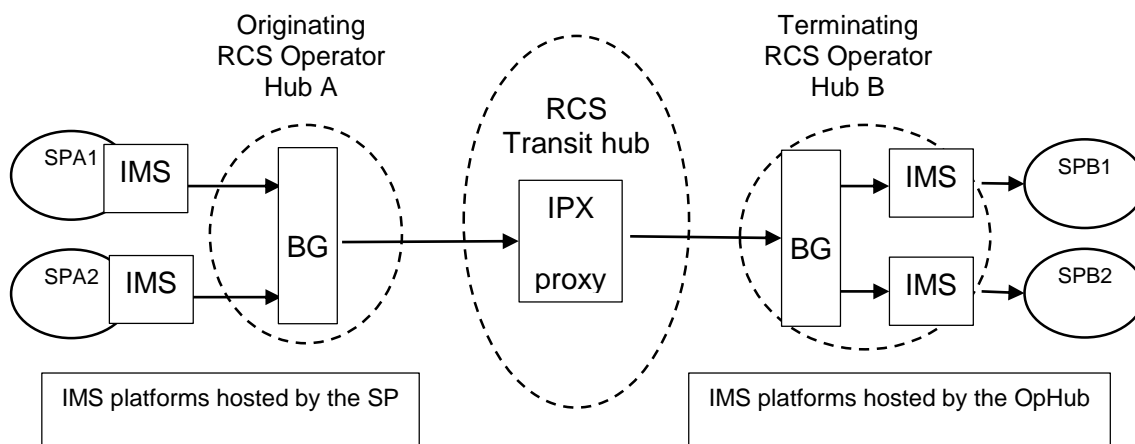 Originating
RCS Operator
Hub A
Terminating
RCS Operator
Hub B
RCS
Transit hub
SPA1
IMS
SPA2
IMS
BG
IPX
proxy
BG
IMS
SPB1
IMS
SPB2
IMS platforms hosted by the SP
IMS platforms hosted by the OpHub